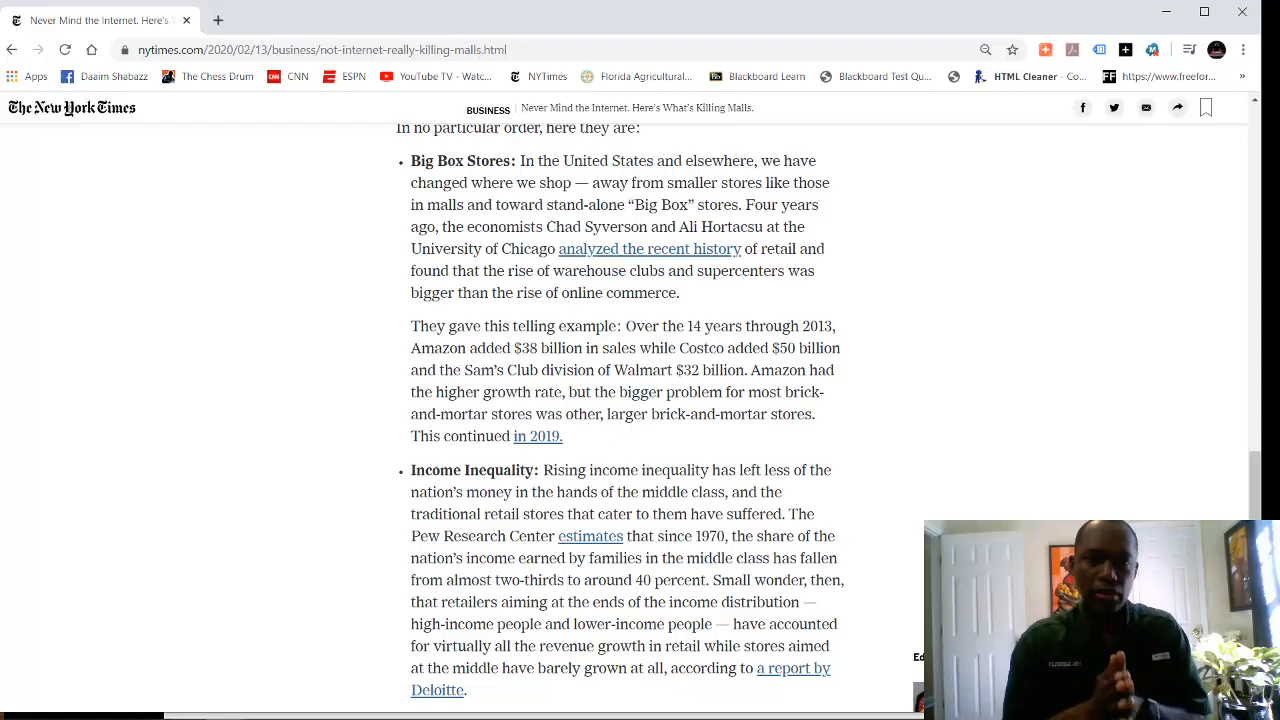 Never Mind the Internet. Here's
nytimes.com/2020/02/13/business/not-internet-really-killing-malls.html
Apps Daaim Shabazz The Chess Drum CNN ESPN YouTube - Watc... NYTimes Florida Agricultural... Blackboard Learn Blackboard Test Qu... HTML Cleaner - Co... https://www.freefor... »
The New York Times
BUSINESS | Never Mind the Internet. Here's What's Killing Malls.
In no particular order, here they are:
• Big Box Stores: In the United States and elsewhere, we have
changed where we shop — away from smaller stores like those
in malls and toward stand-alone “Big Box” stores. Four years
ago, the economists Chad Syverson and Ali Hortacsu at the
University of Chicago analyzed the recent history of retail and
found that the rise of warehouse clubs and supercenters was
bigger than the rise of online commerce.
They gave this telling example: Over the 14 years through 2013,
Amazon added $38 billion in sales while Costco added $50 billion
and the Sam's Club division of Walmart $32 billion. Amazon had
the higher growth rate, but the bigger problem for most brick-
and-mortar stores was other, larger brick-and-mortar stores.
This continued in 2019.
• Income Inequality: Rising income inequality has left less of the
nation's money in the hands of the middle class, and the
traditional retail stores that cater to them have suffered. The
Pew Research Center estimates that since 1970, the share of the
nation's income earned by families in the middle class has fallen
from almost two-thirds to around 40 percent. Small wonder, then,
that retailers aiming at the ends of the income distribution —
high-income people and lower-income people — have accounted
for virtually all the revenue growth in retail while stores aimed
at the middle have barely grown at all, according to a report by
Deloitte.
Ed